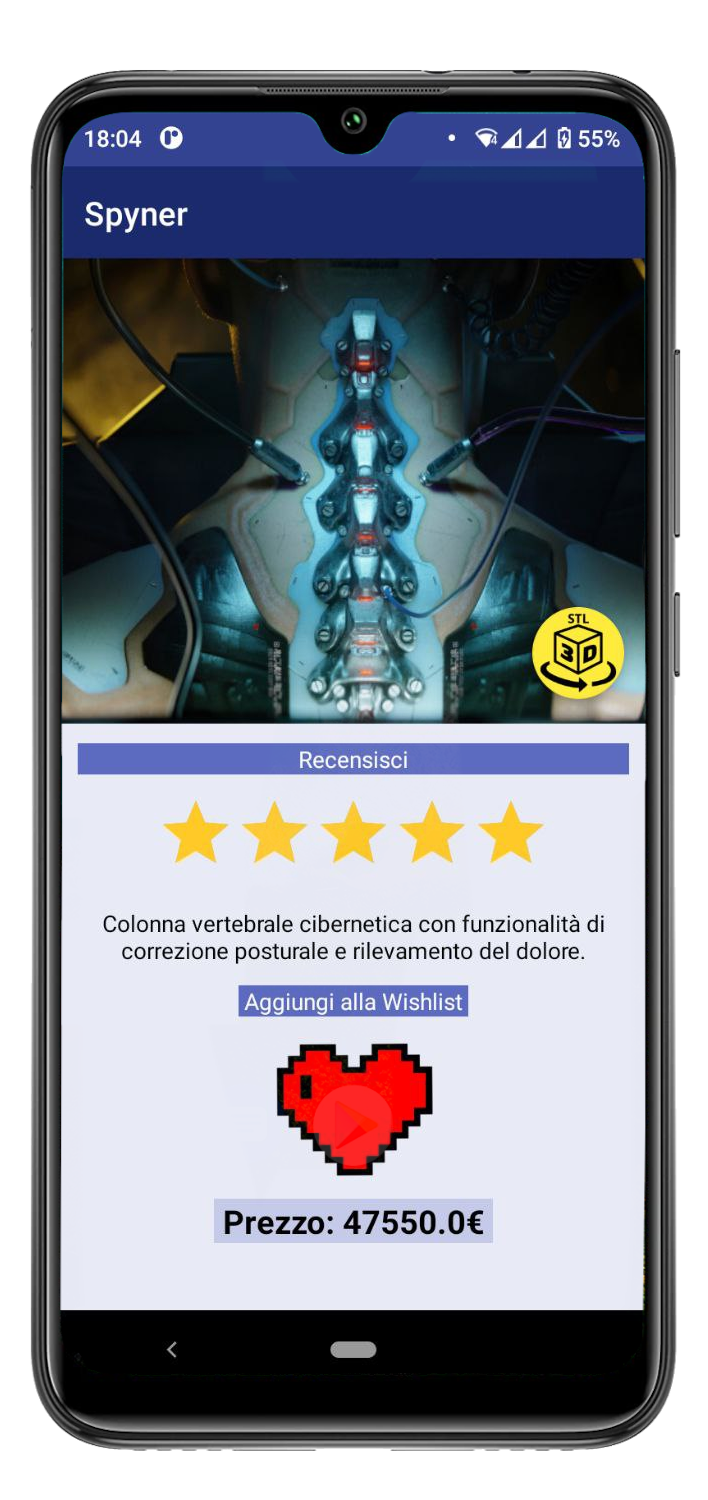 18:04
4
55%
Spyner
STL
3D
Recensisci
Colonna vertebrale cibernetica con funzionalità di
correzione posturale e rilevamento del dolore.
Aggiungi alla Wishlist
Prezzo: 47550.0€